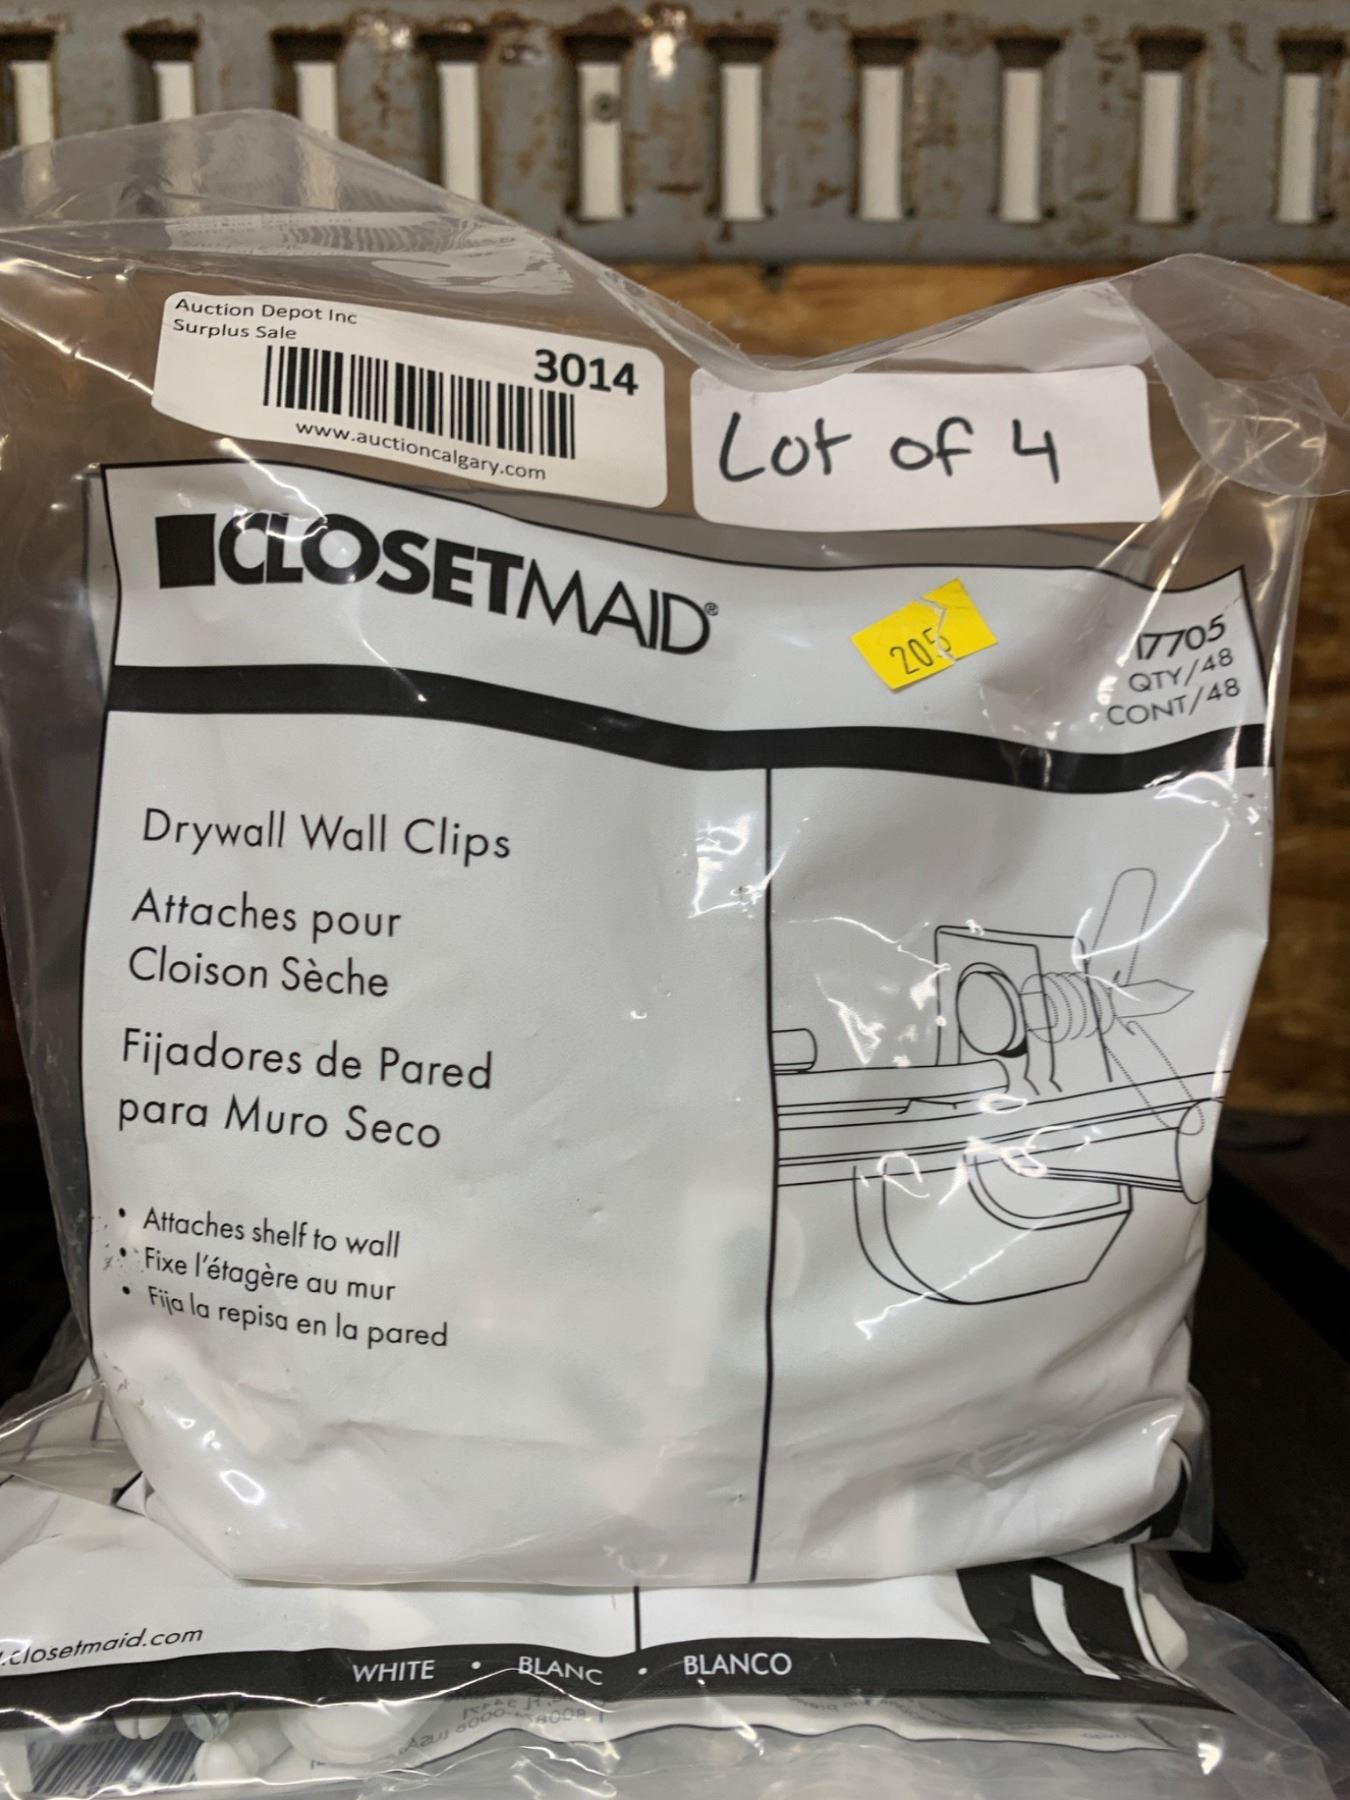 Auction Depot Inc
Surplus Sale
3014
www.auctioncalgary.com
Lot of 4
CLOSETMAID®
205
17705
QTY/48
CONT/48
Drywall Wall Clips
Attaches pour
Cloison Sèche
Fijadores de Pared
para Muro Seco
• Attaches shelf to wall
• Fixe l'étagère au mur
• Fija la repisa en la pared
.closetmaid.com
WHITE • BLANC • BLANCO